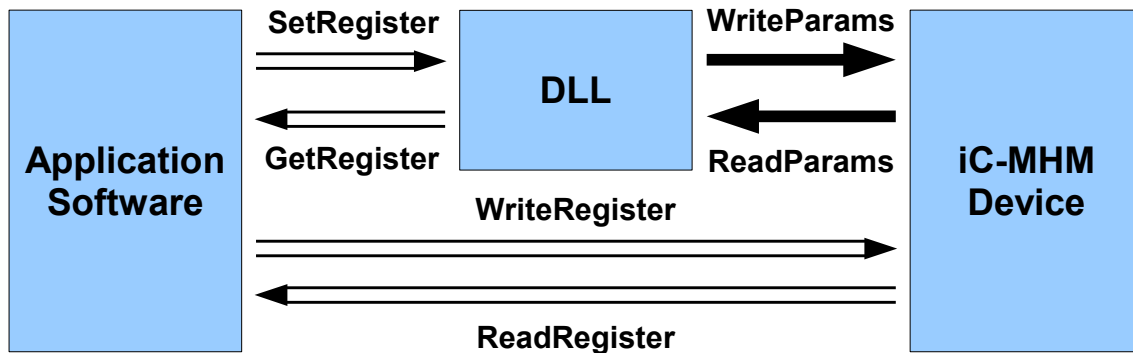 SetRegister
WriteParams
DLL
GetRegister
ReadParams
Application
Software
iC-MHM
Device
WriteRegister
ReadRegister